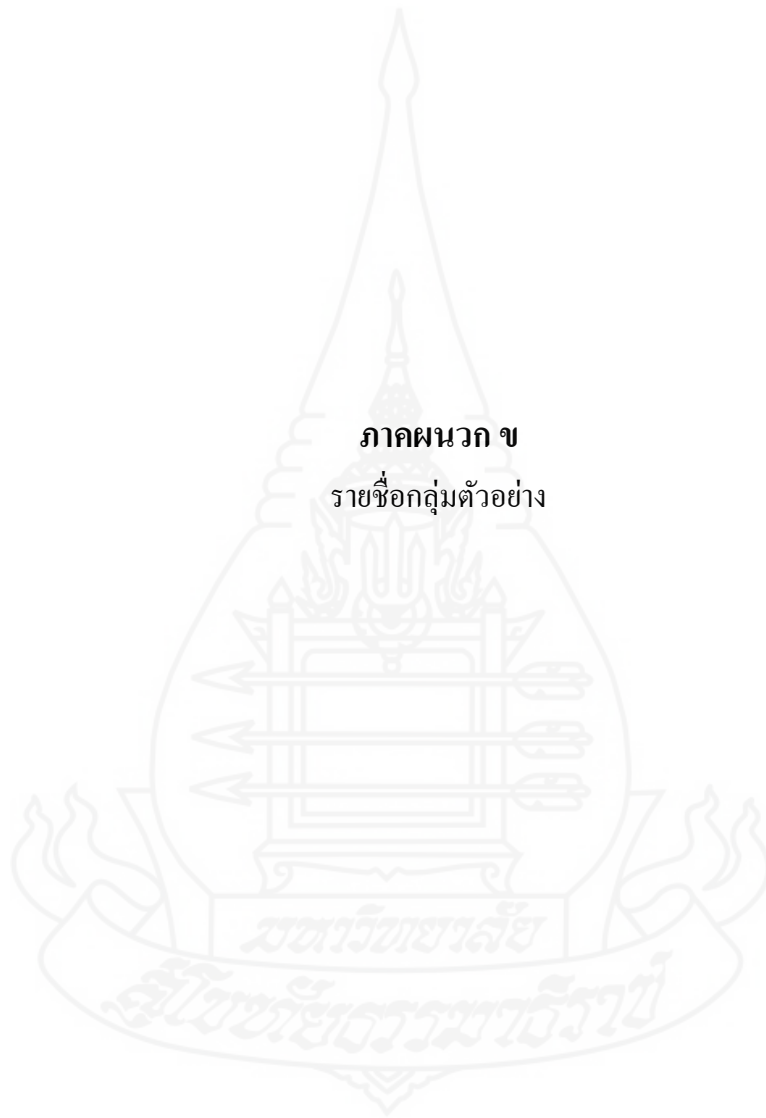 ภาคผนวก ข
รายชื่อกลุ่มตัวอย่าง
มหาวิทยาลัย
สุโขทัยธรรมาธิราช